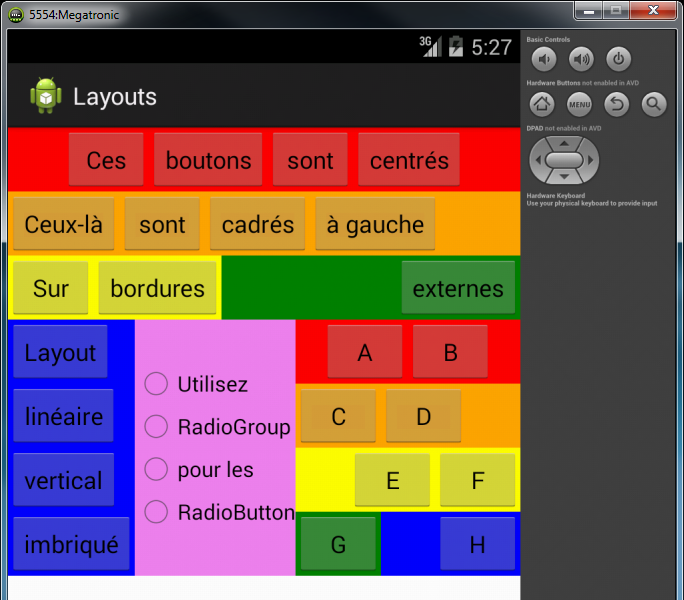 5554:Megatronic
3G 5:27
Layouts
Ces boutons sont centrés
Ceux-là sont cadrés à gauche
Sur bordures externes
Layout
linéaire
vertical
imbriqué
Utilisez
RadioGroup
pour les
RadioButton
A B
C D
E F
G H
Basic Controls
Hardware Buttons not enabled in AVD
MENU
DPAD not enabled in AVD
Hardware Keyboard
Use your physical keyboard to provide input